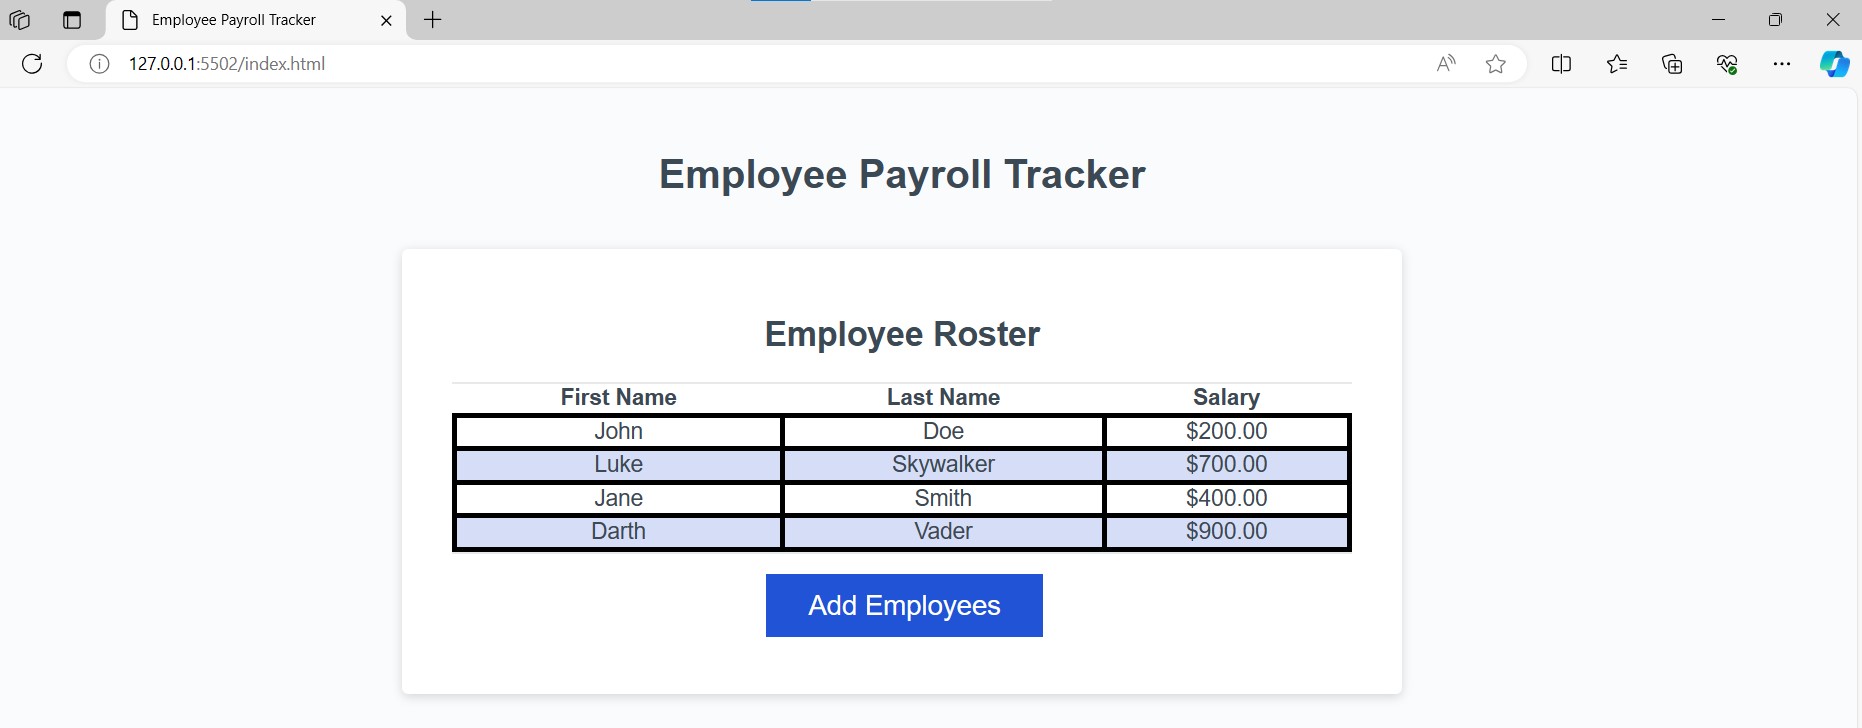 Employee Payroll Tracker
127.0.0.1:5502/index.html
Employee Payroll Tracker
Employee Roster
First Name Last Name Salary
John Doe $200.00
Luke Skywalker $700.00
Jane Smith $400.00
Darth Vader $900.00
Add Employees